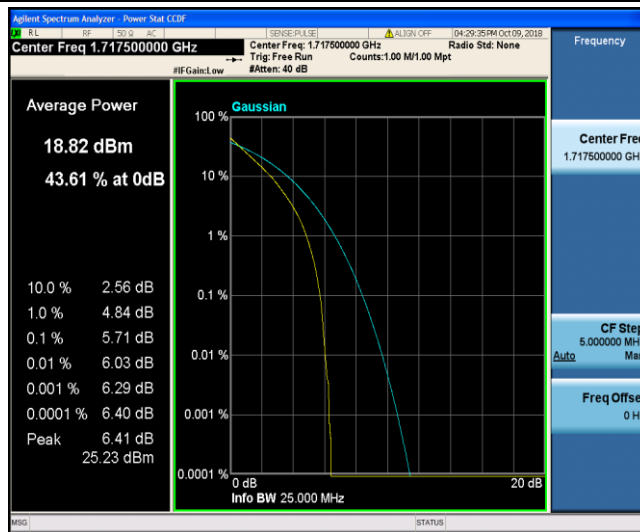 Agilent Spectrum Analyzer - Power Stat CCDF
RL RF 50 Ω AC SENSE:PULSE ALIGN OFF 04:29:35 PM Oct 09, 2018
Center Freq 1.717500000 GHz
Center Freq: 1.717500000 GHz Radio Std: None
Trig: Free Run Counts:1.00 M/1.00 Mpt
#IFGain:Low #Atten: 40 dB
Frequency
Average Power
18.82 dBm
43.61 % at 0dB
10.0 % 2.56 dB
1.0 % 4.84 dB
0.1 % 5.71 dB
0.01 % 6.03 dB
0.001 % 6.29 dB
0.0001 % 6.40 dB
Peak 6.41 dB
25.23 dBm
Gaussian
100 %
10 %
1 %
0.1 %
0.01 %
0.001 %
0.0001 %
0 dB 20 dB
Info BW 25.000 MHz
Center Fre
1.717500000 GH
CF Step
5.000000 MH
Auto Ma
Freq Offse
0 H
MSG STATUS